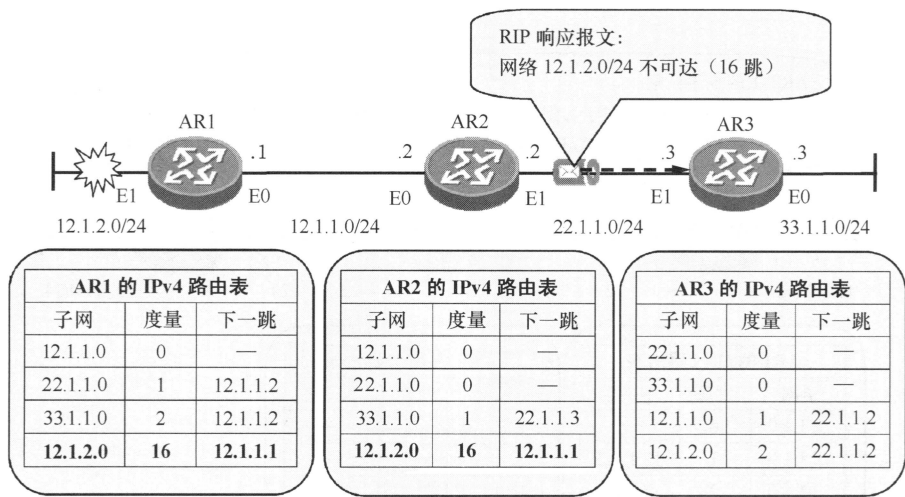 RIP 响应报文:
网络 12.1.2.0/24 不可达（16 跳）
AR1 AR2 AR3
.1 .2 .2 .3 .3
E1 E0 E0 E1 E1 E0
12.1.2.0/24 12.1.1.0/24 22.1.1.0/24 33.1.1.0/24
AR1 的 IPv4 路由表
子网 度量 下一跳
12.1.1.0 0 —
22.1.1.0 1 12.1.1.2
33.1.1.0 2 12.1.1.2
12.1.2.0 16 12.1.1.1
AR2 的 IPv4 路由表
子网 度量 下一跳
12.1.1.0 0 —
22.1.1.0 0 —
33.1.1.0 1 22.1.1.3
12.1.2.0 16 12.1.1.1
AR3 的 IPv4 路由表
子网 度量 下一跳
22.1.1.0 0 —
33.1.1.0 0 —
12.1.1.0 1 22.1.1.2
12.1.2.0 2 22.1.1.2